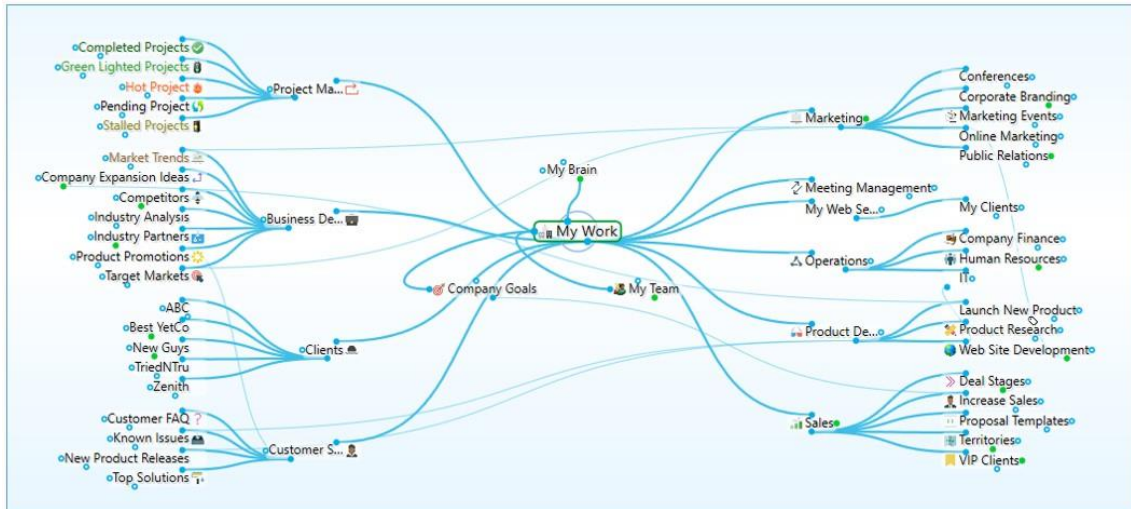 Completed Projects
Green Lighted Projects
Hot Project
Pending Project
Stalled Projects
Project Ma...
Market Trends
Company Expansion Ideas
Competitors
Industry Analysis
Industry Partners
Product Promotions
Target Markets
Business De...
ABC
Best YetCo
New Guys
TriedNTru
Zenith
Clients
Customer FAQ
Known Issues
New Product Releases
Top Solutions
Customer S...
My Brain
My Work
Company Goals
My Team
Marketing
Conferences
Corporate Branding
Marketing Events
Online Marketing
Public Relations
Meeting Management
My Web Se...
My Clients
Operations
Company Finance
Human Resources
IT
Product De...
Launch New Product
Product Research
Web Site Development
Sales
Deal Stages
Increase Sales
Proposal Templates
Territories
VIP Clients